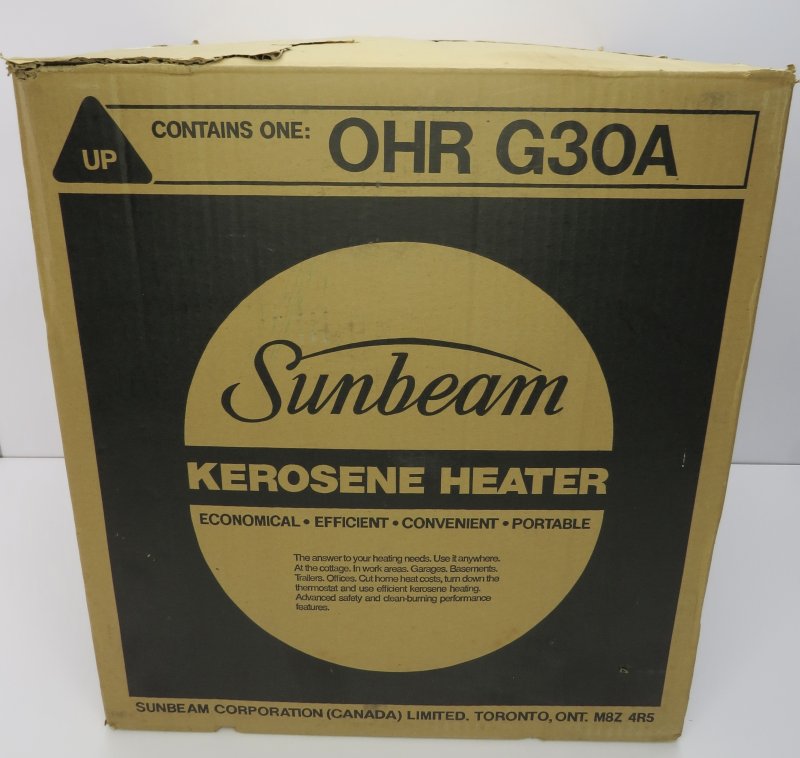 UP
CONTAINS ONE: OHR G30A
Sunbeam
KEROSENE HEATER
ECONOMICAL • EFFICIENT • CONVENIENT • PORTABLE
The answer to your heating needs. Use it anywhere.
At the cottage. In work areas. Garages. Basements.
Trailers. Offices. Cut home heat costs, turn down the
thermostat and use efficient kerosene heating.
Advanced safety and clean-burning performance
features.
SUNBEAM CORPORATION (CANADA) LIMITED. TORONTO, ONT. M8Z 4R5